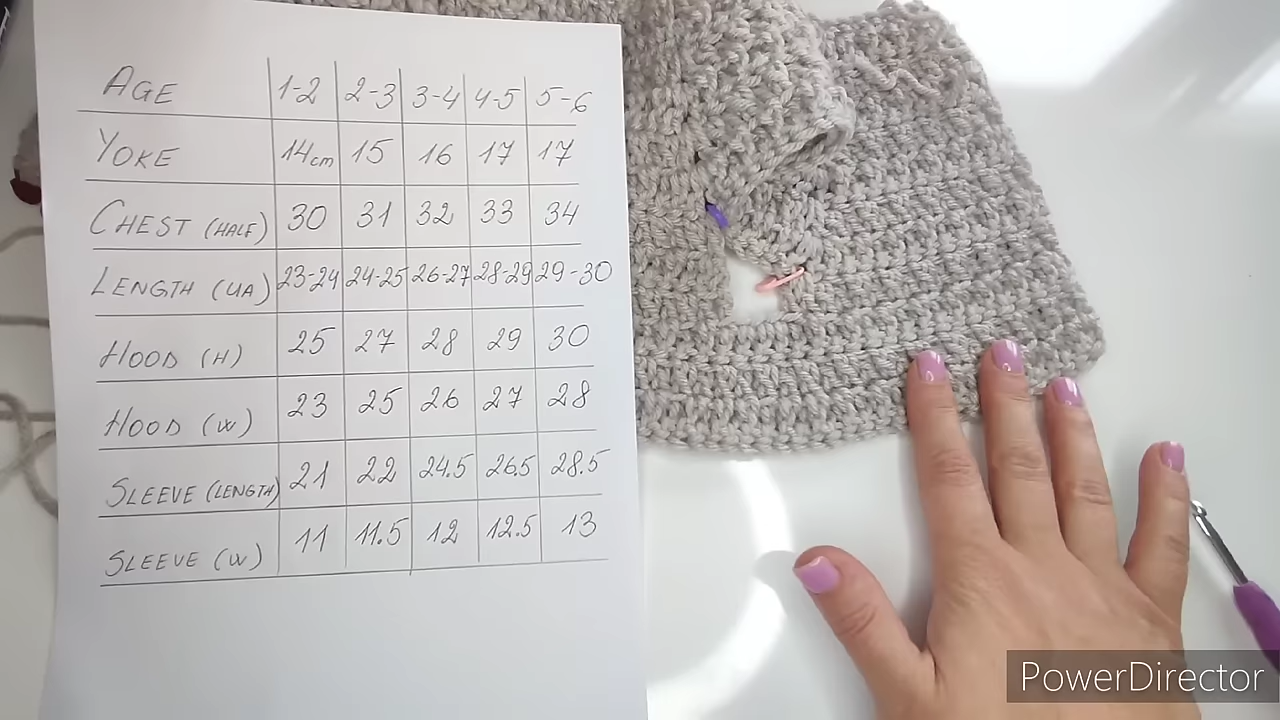 AGE 1-2 2-3 3-4 4-5 5-6
YOKE 14cm 15 16 17 17
CHEST (HALF) 30 31 32 33 34
LENGTH (UA) 23-24 24-25 26-27 28-29 29-30
HOOD (H) 25 27 28 29 30
HOOD (W) 23 25 26 27 28
SLEEVE (LENGTH) 21 22 24.5 26.5 28.5
SLEEVE (W) 11 11.5 12 12.5 13
PowerDirector